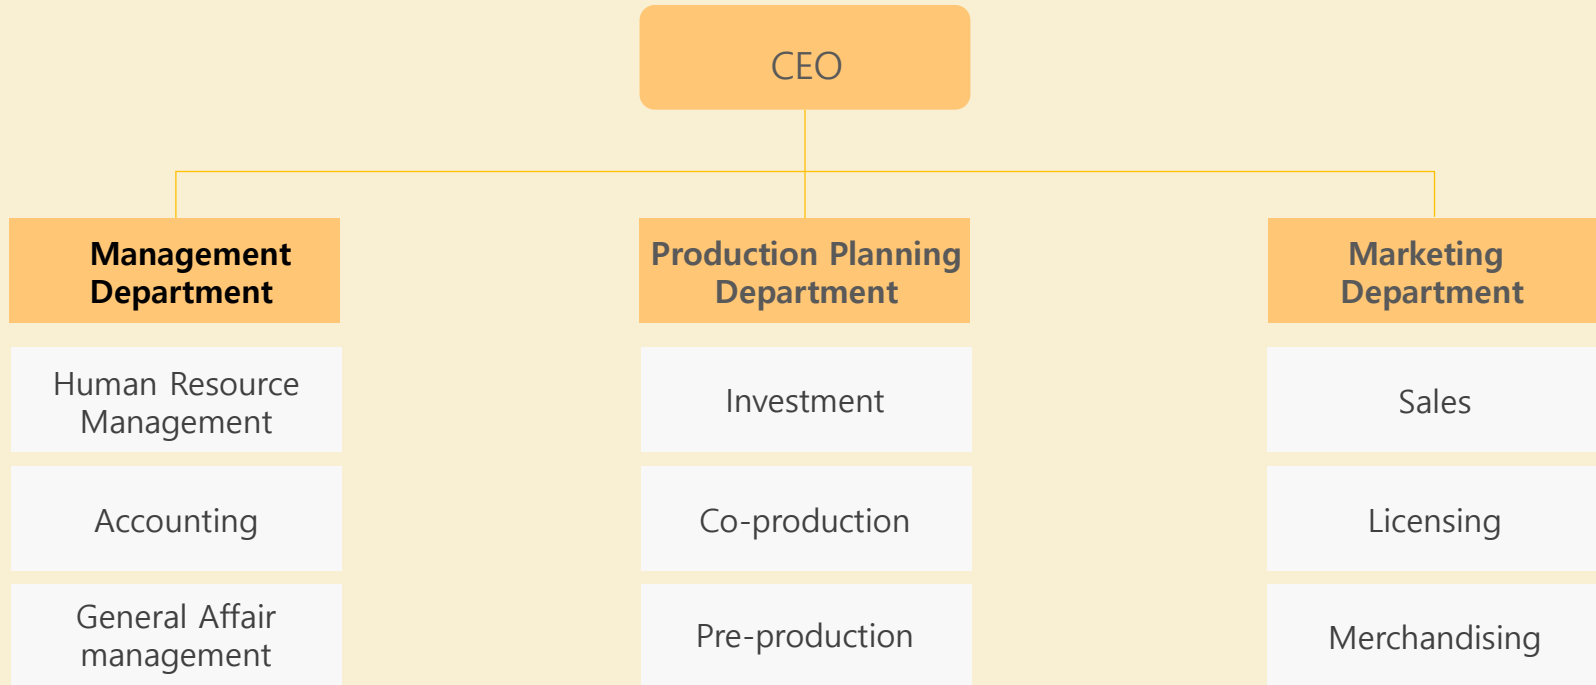 CEO
Management
Department
Production Planning
Department
Marketing
Department
Human Resource
Management
Investment
Sales
Accounting
Co-production
Licensing
General Affair
management
Pre-production
Merchandising